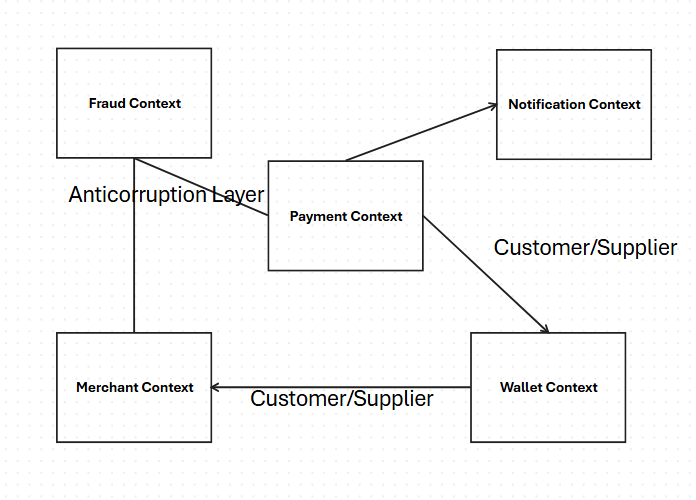 Fraud Context
Notification Context
Anticorruption Layer
Payment Context
Customer/Supplier
Merchant Context
Wallet Context
Customer/Supplier